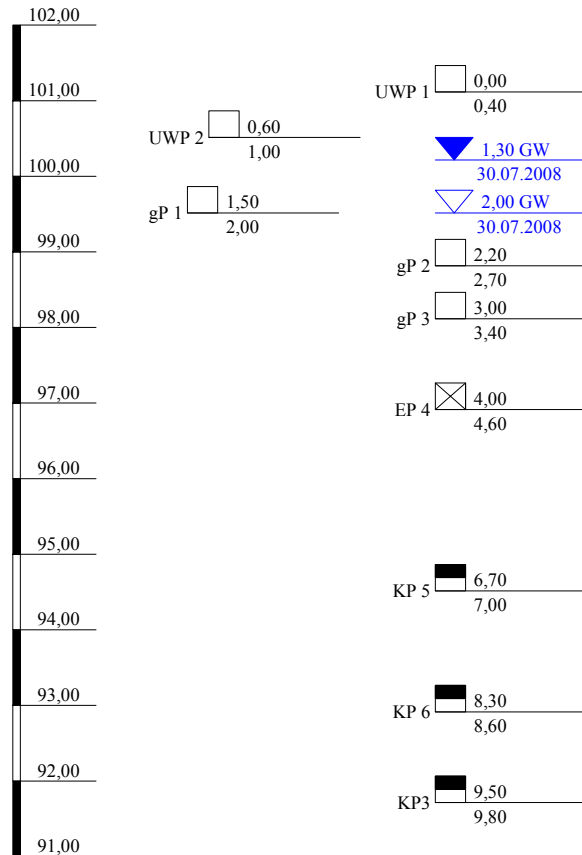 102,00
101,00
100,00
99,00
98,00
97,00
96,00
95,00
94,00
93,00
92,00
91,00
UWP 2
0,60
1,00
gP 1
1,50
2,00
UWP 1
0,00
0,40
1,30 GW
30.07.2008
2,00 GW
30.07.2008
gP 2
2,20
2,70
gP 3
3,00
3,40
EP 4
4,00
4,60
KP 5
6,70
7,00
KP 6
8,30
8,60
KP3
9,50
9,80